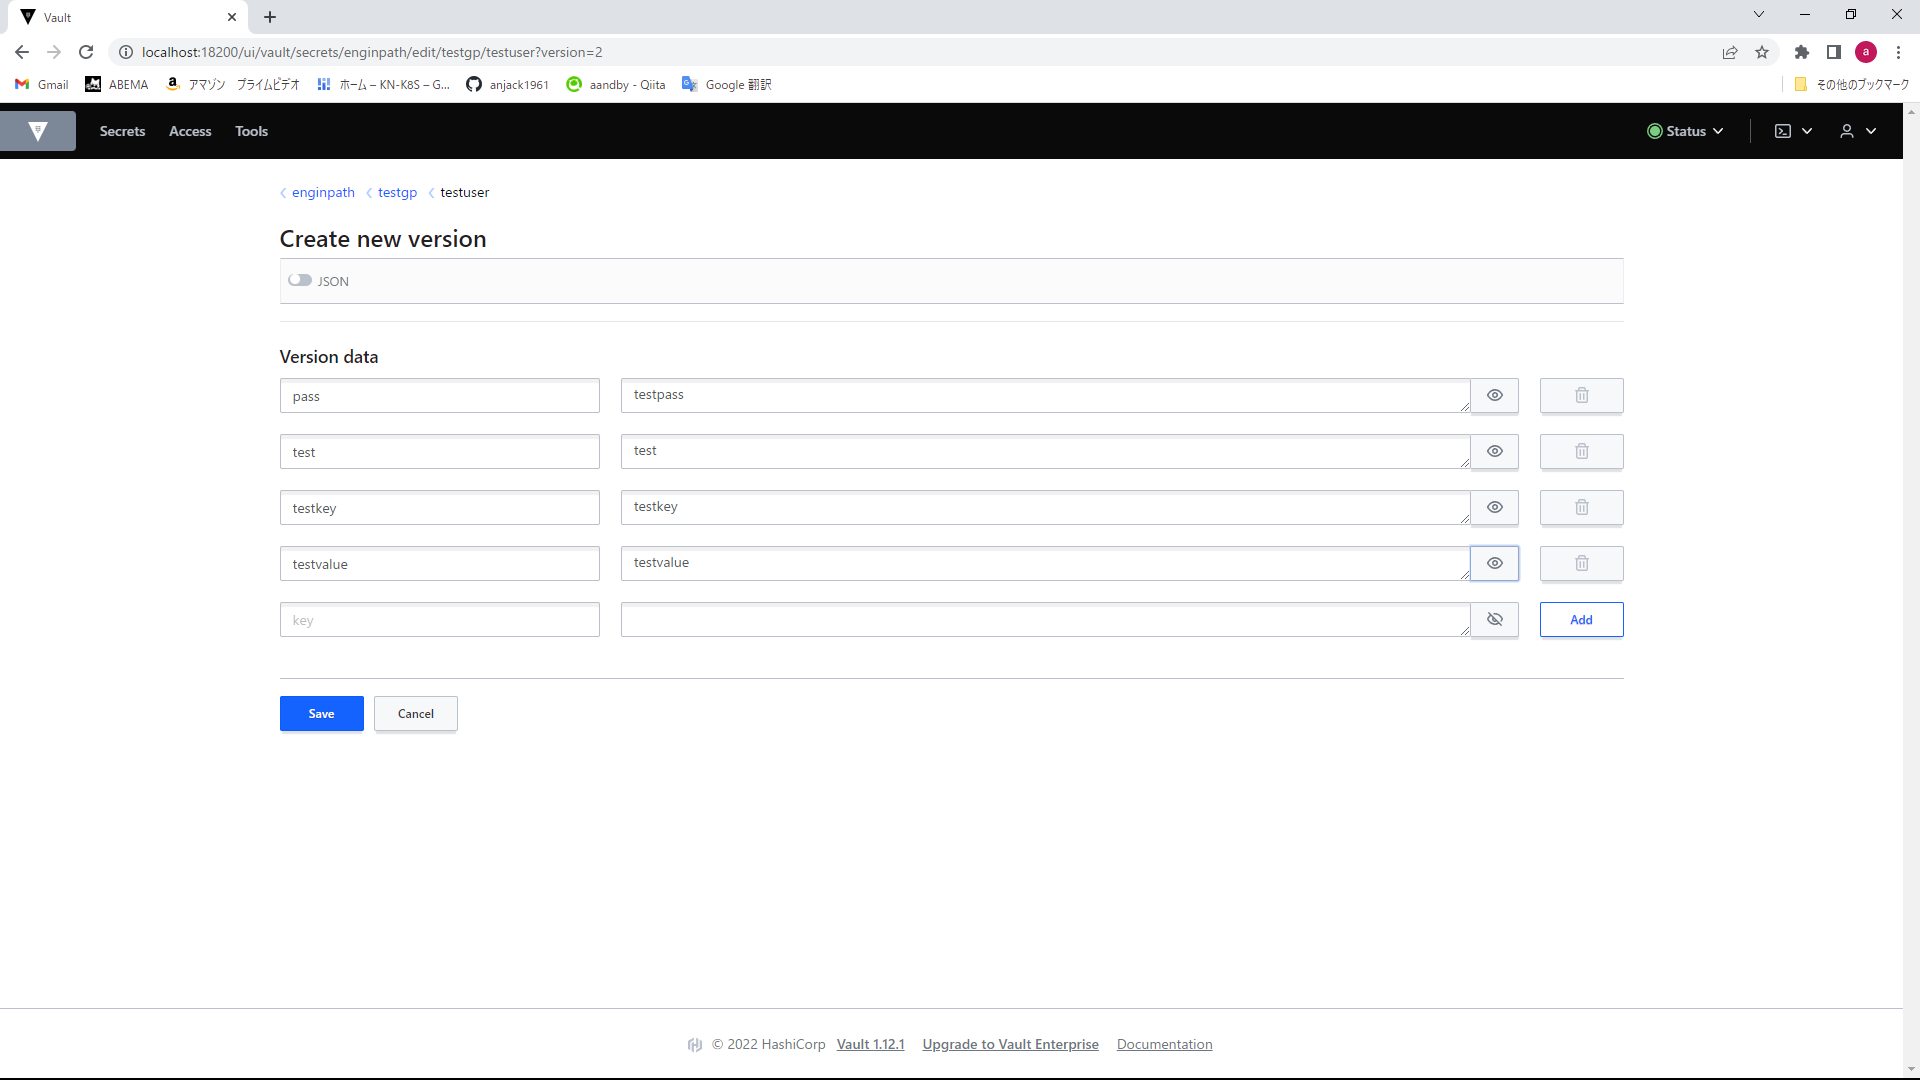 Vault
localhost:18200/ui/vault/secrets/enginpath/edit/testgp/testuser?version=2
a
Gmail ABEMA アマゾン プライムビデオ ホーム – KN-K8S – G... anjack1961 aandby - Qiita Google 翻訳 その他のブックマーク
Secrets Access Tools Status
enginpath testgp testuser
Create new version
JSON
Version data
pass testpass
test test
testkey testkey
testvalue testvalue
key Add
Save Cancel
© 2022 HashiCorp Vault 1.12.1 Upgrade to Vault Enterprise Documentation